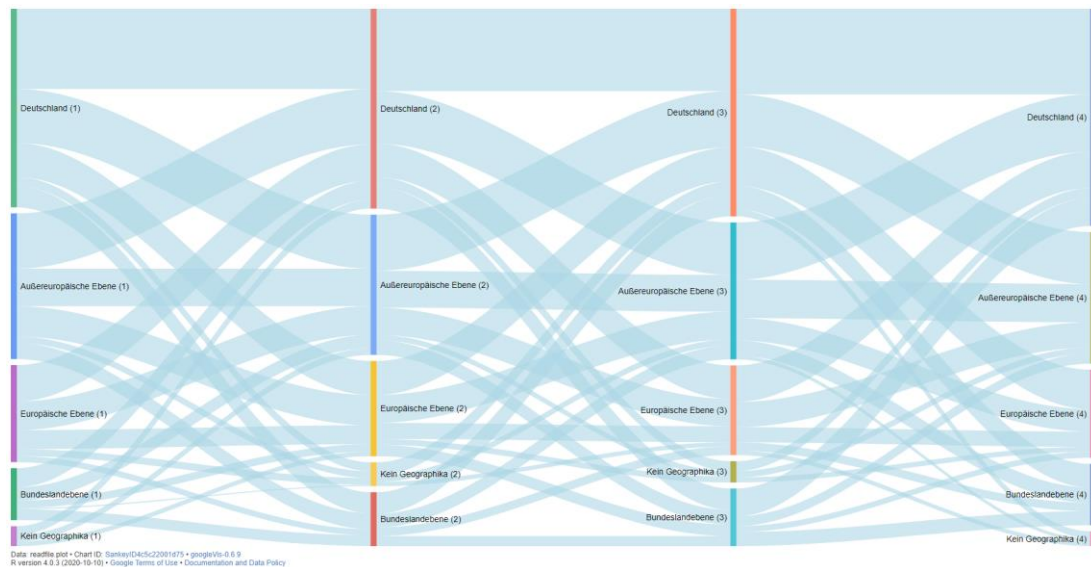 Deutschland (1)
Außereuropäische Ebene (1)
Europäische Ebene (1)
Bundeslandebene (1)
Kein Geographika (1)
Deutschland (2)
Außereuropäische Ebene (2)
Europäische Ebene (2)
Kein Geographika (2)
Bundeslandebene (2)
Deutschland (3)
Außereuropäische Ebene (3)
Europäische Ebene (3)
Kein Geographika (3)
Bundeslandebene (3)
Deutschland (4)
Außereuropäische Ebene (4)
Europäische Ebene (4)
Bundeslandebene (4)
Kein Geographika (4)
Data: readfile.plot • Chart ID: SankeyID4c5c22001d75 • googleVis-0.6.9
R version 4.0.3 (2020-10-10) • Google Terms of Use • Documentation and Data Policy